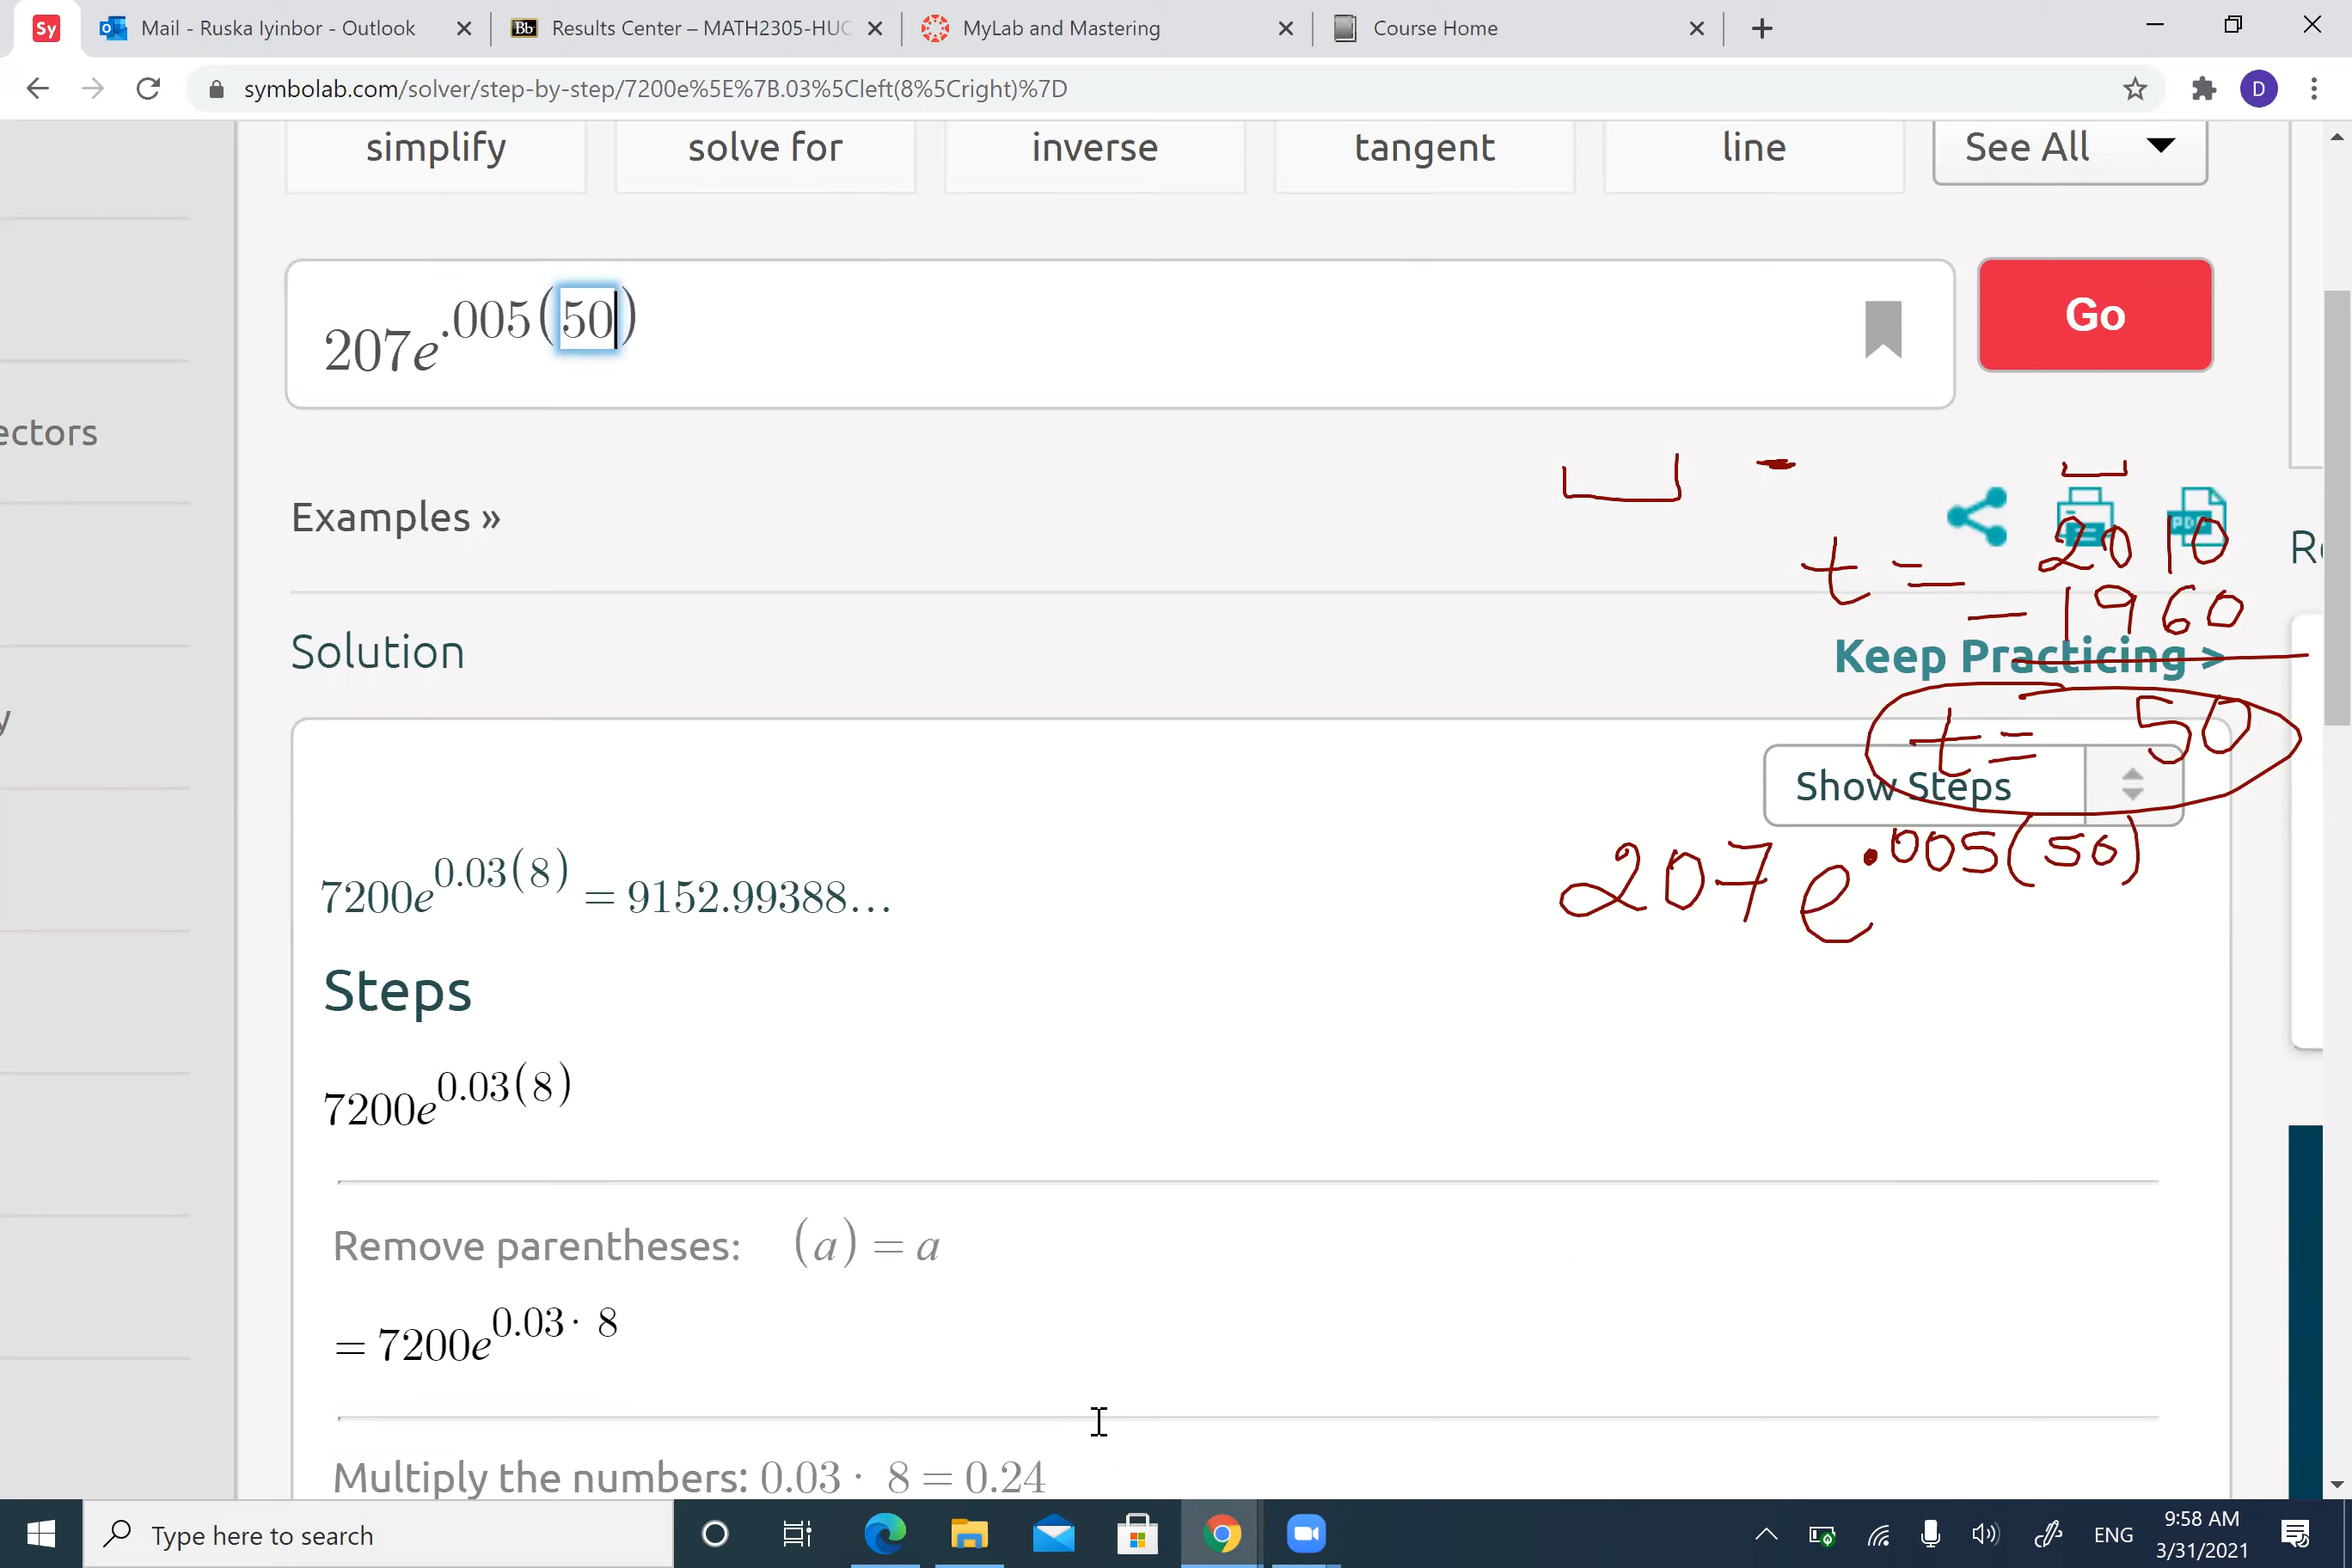 Sy Mail - Ruska Iyinbor - Outlook Bb Results Center – MATH2305-HUC MyLab and Mastering Course Home
symbolab.com/solver/step-by-step/7200e%5E%7B.03%5Cleft(8%5Cright)%7D D
simplify solve for inverse tangent line See All
207e^.005(50) Go
ectors
Examples »
t = 2010
PDF
Re
- 1960
Solution
Keep Practicing >
t = 50
y
Show Steps
207 e^.005(50)
7200e^0.03(8) = 9152.99388...
Steps
7200e^0.03(8)
Remove parentheses: (a) = a
= 7200e^0.03· 8
Multiply the numbers: 0.03 · 8 = 0.24
Type here to search
ENG
9:58 AM
3/31/2021